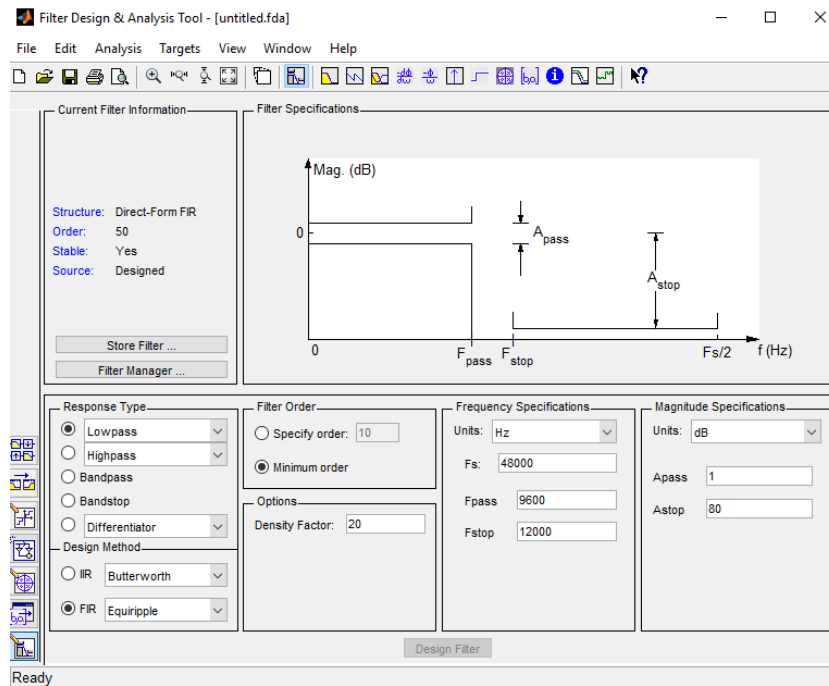 Filter Design & Analysis Tool - [untitled.fda]
File Edit Analysis Targets View Window Help
Current Filter Information
Structure: Direct-Form FIR
Order: 50
Stable: Yes
Source: Designed
Store Filter ...
Filter Manager ...
Filter Specifications
Mag. (dB)
0
A pass
A stop
0
F pass
F stop
Fs/2
f (Hz)
Response Type
Lowpass
Highpass
Bandpass
Bandstop
Differentiator
Design Method
IIR Butterworth
FIR Equiripple
Filter Order
Specify order: 10
Minimum order
Options
Density Factor: 20
Frequency Specifications
Units: Hz
Fs: 48000
Fpass 9600
Fstop 12000
Magnitude Specifications
Units: dB
Apass 1
Astop 80
Design Filter
Ready